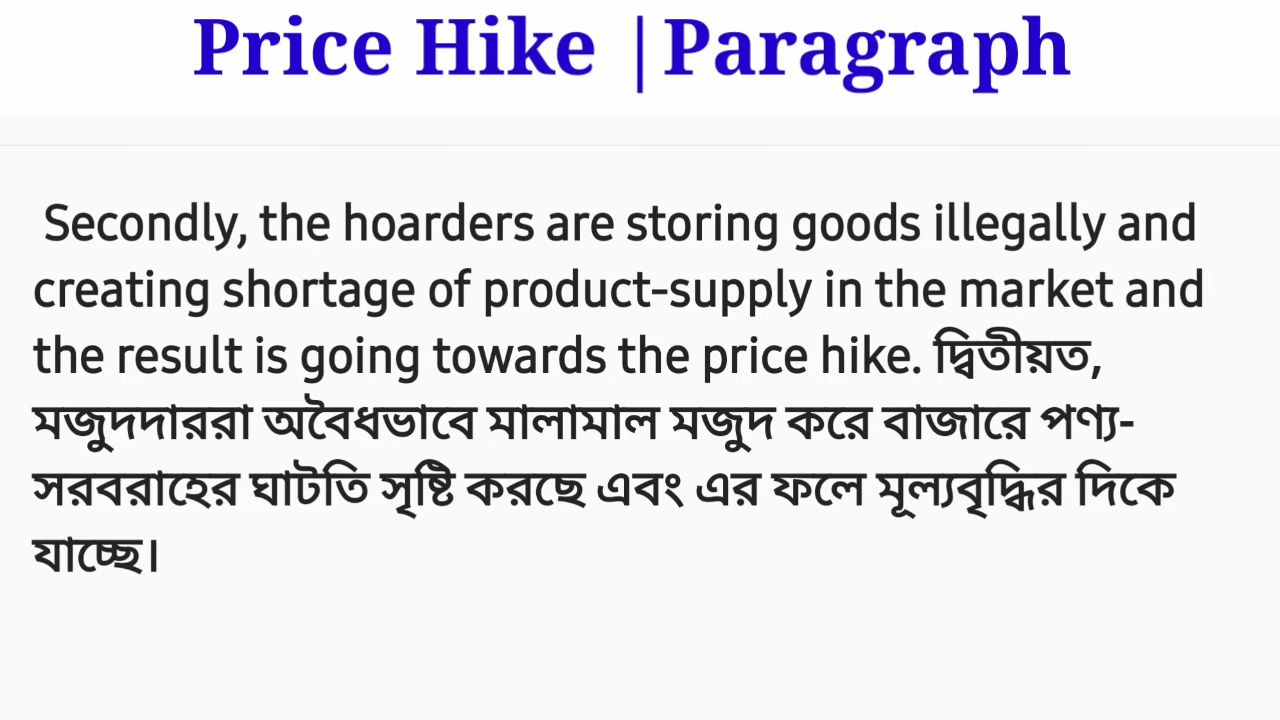 Price Hike |Paragraph
Secondly, the hoarders are storing goods illegally and
creating shortage of product-supply in the market and
the result is going towards the price hike. দ্বিতীয়ত,
মজুদদাররা অবৈধভাবে মালামাল মজুদ করে বাজারে পণ্য-
সরবরাহের ঘাটতি সৃষ্টি করছে এবং এর ফলে মূল্যবৃদ্ধির দিকে
যাচ্ছে।